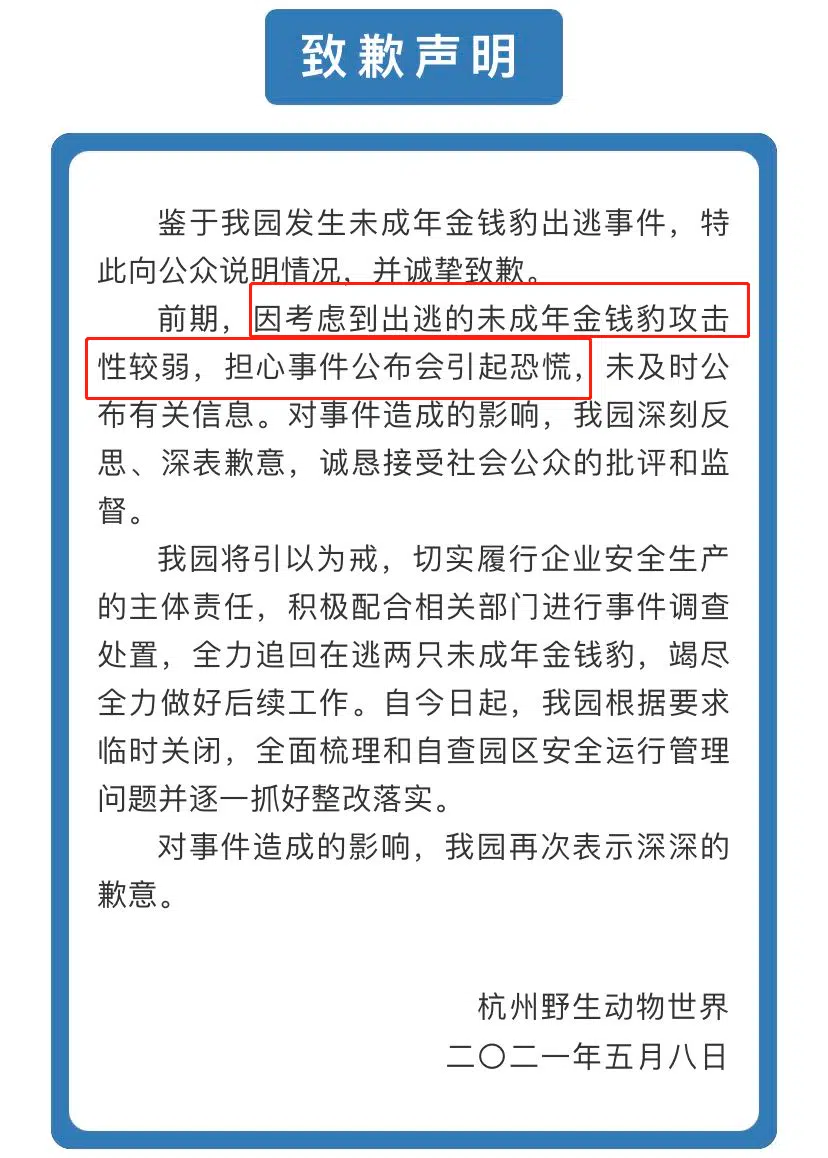 致歉声明
鉴于我园发生未成年金钱豹出逃事件，特
此向公众说明情况，并诚挚致歉。
前期，因考虑到出逃的未成年金钱豹攻击
性较弱，担心事件公布会引起恐慌，未及时公
布有关信息。对事件造成的影响，我园深刻反
思、深表歉意，诚恳接受社会公众的批评和监
督。
我园将引以为戒，切实履行企业安全生产
的主体责任，积极配合相关部门进行事件调查
处置，全力追回在逃两只未成年金钱豹，竭尽
全力做好后续工作。自今日起，我园根据要求
临时关闭，全面梳理和自查园区安全运行管理
问题并逐一抓好整改落实。
对事件造成的影响，我园再次表示深深的
歉意。
杭州野生动物世界
二〇二一年五月八日